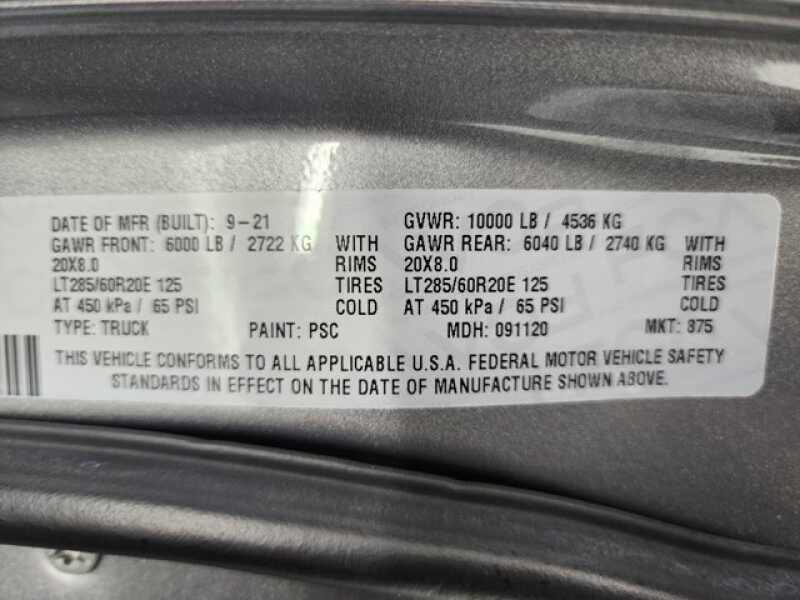 DATE OF MFR (BUILT): 9-21 GVWR: 10000 LB / 4536 KG
GAWR FRONT: 6000 LB / 2722 KG WITH GAWR REAR: 6040 LB / 2740 KG WITH
20X8.0 RIMS 20X8.0 RIMS
LT285/60R20E 125 TIRES LT285/60R20E 125 TIRES
AT 450 kPa / 65 PSI COLD AT 450 kPa / 65 PSI COLD
TYPE: TRUCK PAINT: PSC MDH: 091120 MKT: 875
THIS VEHICLE CONFORMS TO ALL APPLICABLE U.S.A. FEDERAL MOTOR VEHICLE SAFETY
STANDARDS IN EFFECT ON THE DATE OF MANUFACTURE SHOWN ABOVE.